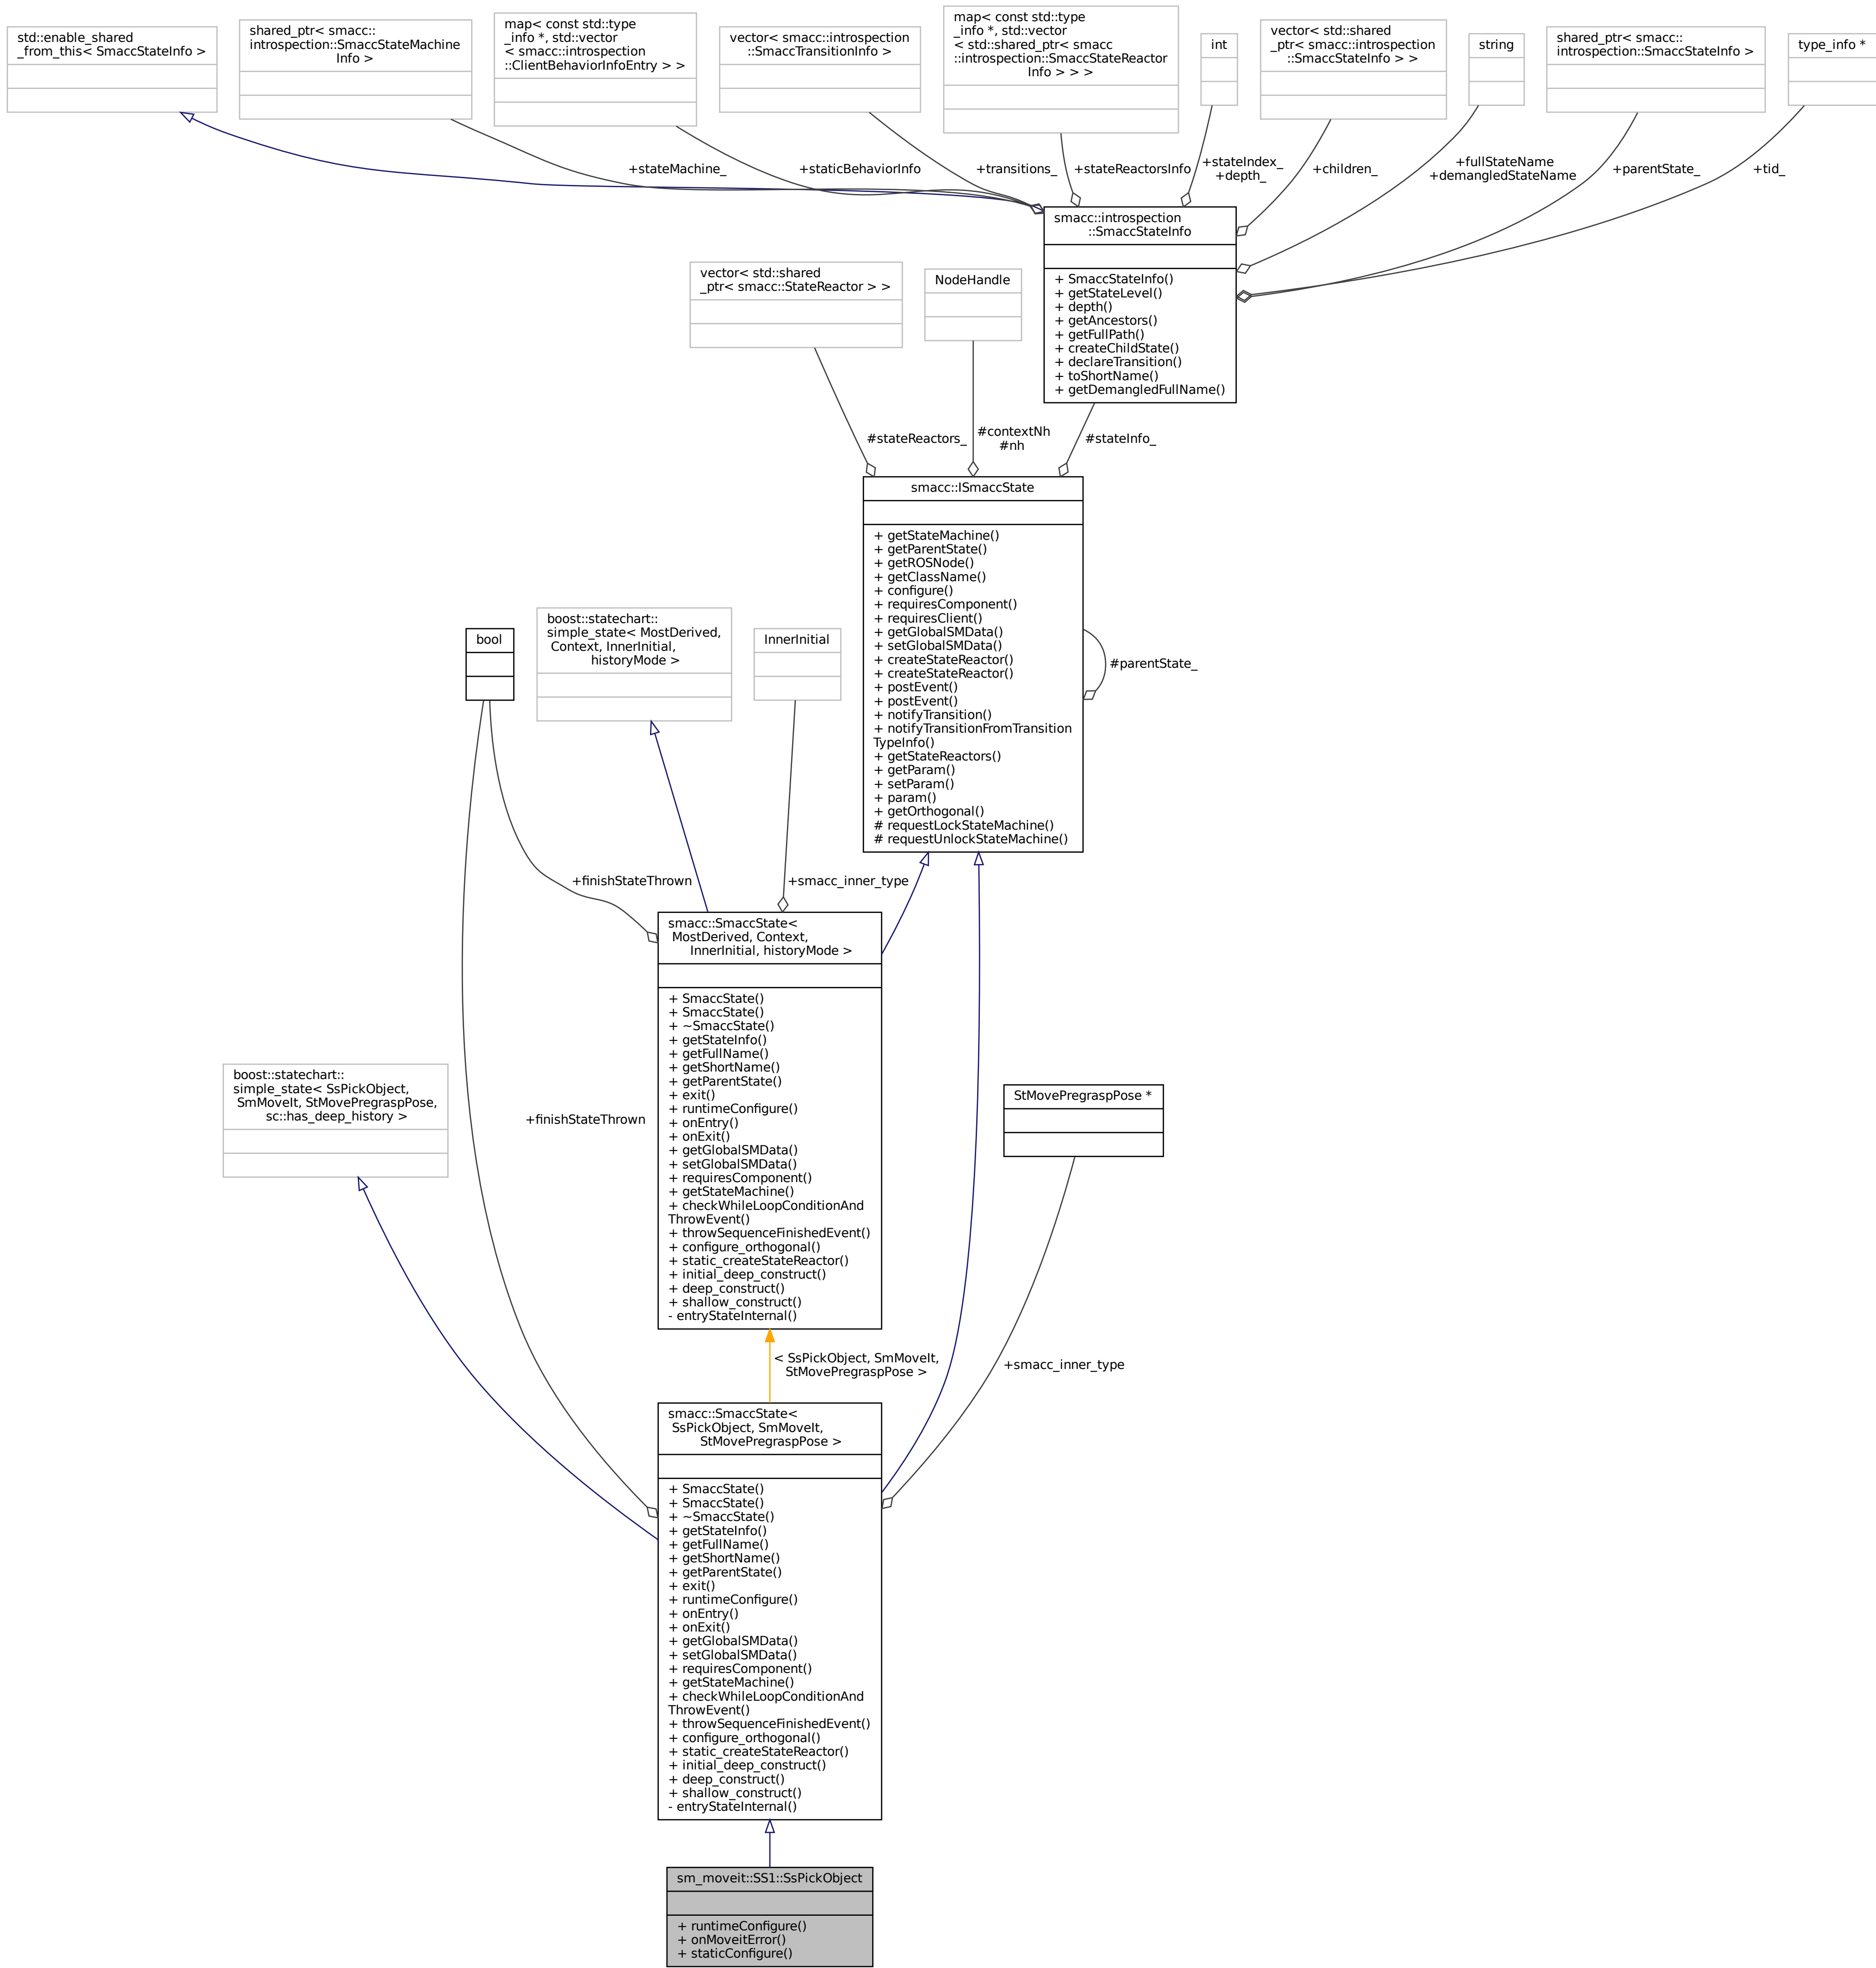 std::enable_shared
_from_this< SmaccStateInfo >
shared_ptr< smacc::
introspection::SmaccStateMachine
Info >
map< const std::type
_info *, std::vector
< smacc::introspection
::ClientBehaviorInfoEntry > >
vector< smacc::introspection
::SmaccTransitionInfo >
map< const std::type
_info *, std::vector
< std::shared_ptr< smacc
::introspection::SmaccStateReactor
Info > > >
int
vector< std::shared
_ptr< smacc::introspection
::SmaccStateInfo > >
string
shared_ptr< smacc::
introspection::SmaccStateInfo >
type_info *
+stateMachine_
+staticBehaviorInfo
+transitions_
+stateReactorsInfo
+stateIndex_
+depth_
+children_
+fullStateName
+demangledStateName
+parentState_
+tid_
smacc::introspection
::SmaccStateInfo
+ SmaccStateInfo()
+ getStateLevel()
+ depth()
+ getAncestors()
+ getFullPath()
+ createChildState()
+ declareTransition()
+ toShortName()
+ getDemangledFullName()
vector< std::shared
_ptr< smacc::StateReactor > >
NodeHandle
#stateReactors_
#contextNh
#nh
#stateInfo_
smacc::ISmaccState
+ getStateMachine()
+ getParentState()
+ getROSNode()
+ getClassName()
+ configure()
+ requiresComponent()
+ requiresClient()
+ getGlobalSMData()
+ setGlobalSMData()
+ createStateReactor()
+ createStateReactor()
+ postEvent()
+ postEvent()
+ notifyTransition()
+ notifyTransitionFromTransition
TypeInfo()
+ getStateReactors()
+ getParam()
+ setParam()
+ param()
+ getOrthogonal()
# requestLockStateMachine()
# requestUnlockStateMachine()
#parentState_
bool
boost::statechart::
simple_state< MostDerived,
Context, InnerInitial,
historyMode >
InnerInitial
+finishStateThrown
+smacc_inner_type
smacc::SmaccState<
MostDerived, Context,
InnerInitial, historyMode >
+ SmaccState()
+ SmaccState()
+ ~SmaccState()
+ getStateInfo()
+ getFullName()
+ getShortName()
+ getParentState()
+ exit()
+ runtimeConfigure()
+ onEntry()
+ onExit()
+ getGlobalSMData()
+ setGlobalSMData()
+ requiresComponent()
+ getStateMachine()
+ checkWhileLoopConditionAnd
ThrowEvent()
+ throwSequenceFinishedEvent()
+ configure_orthogonal()
+ static_createStateReactor()
+ initial_deep_construct()
+ deep_construct()
+ shallow_construct()
- entryStateInternal()
boost::statechart::
simple_state< SsPickObject,
SmMoveIt, StMovePregraspPose,
sc::has_deep_history >
+finishStateThrown
StMovePregraspPose *
< SsPickObject, SmMoveIt,
StMovePregraspPose >
+smacc_inner_type
smacc::SmaccState<
SsPickObject, SmMoveIt,
StMovePregraspPose >
+ SmaccState()
+ SmaccState()
+ ~SmaccState()
+ getStateInfo()
+ getFullName()
+ getShortName()
+ getParentState()
+ exit()
+ runtimeConfigure()
+ onEntry()
+ onExit()
+ getGlobalSMData()
+ setGlobalSMData()
+ requiresComponent()
+ getStateMachine()
+ checkWhileLoopConditionAnd
ThrowEvent()
+ throwSequenceFinishedEvent()
+ configure_orthogonal()
+ static_createStateReactor()
+ initial_deep_construct()
+ deep_construct()
+ shallow_construct()
- entryStateInternal()
sm_moveit::SS1::SsPickObject
+ runtimeConfigure()
+ onMoveitError()
+ staticConfigure()